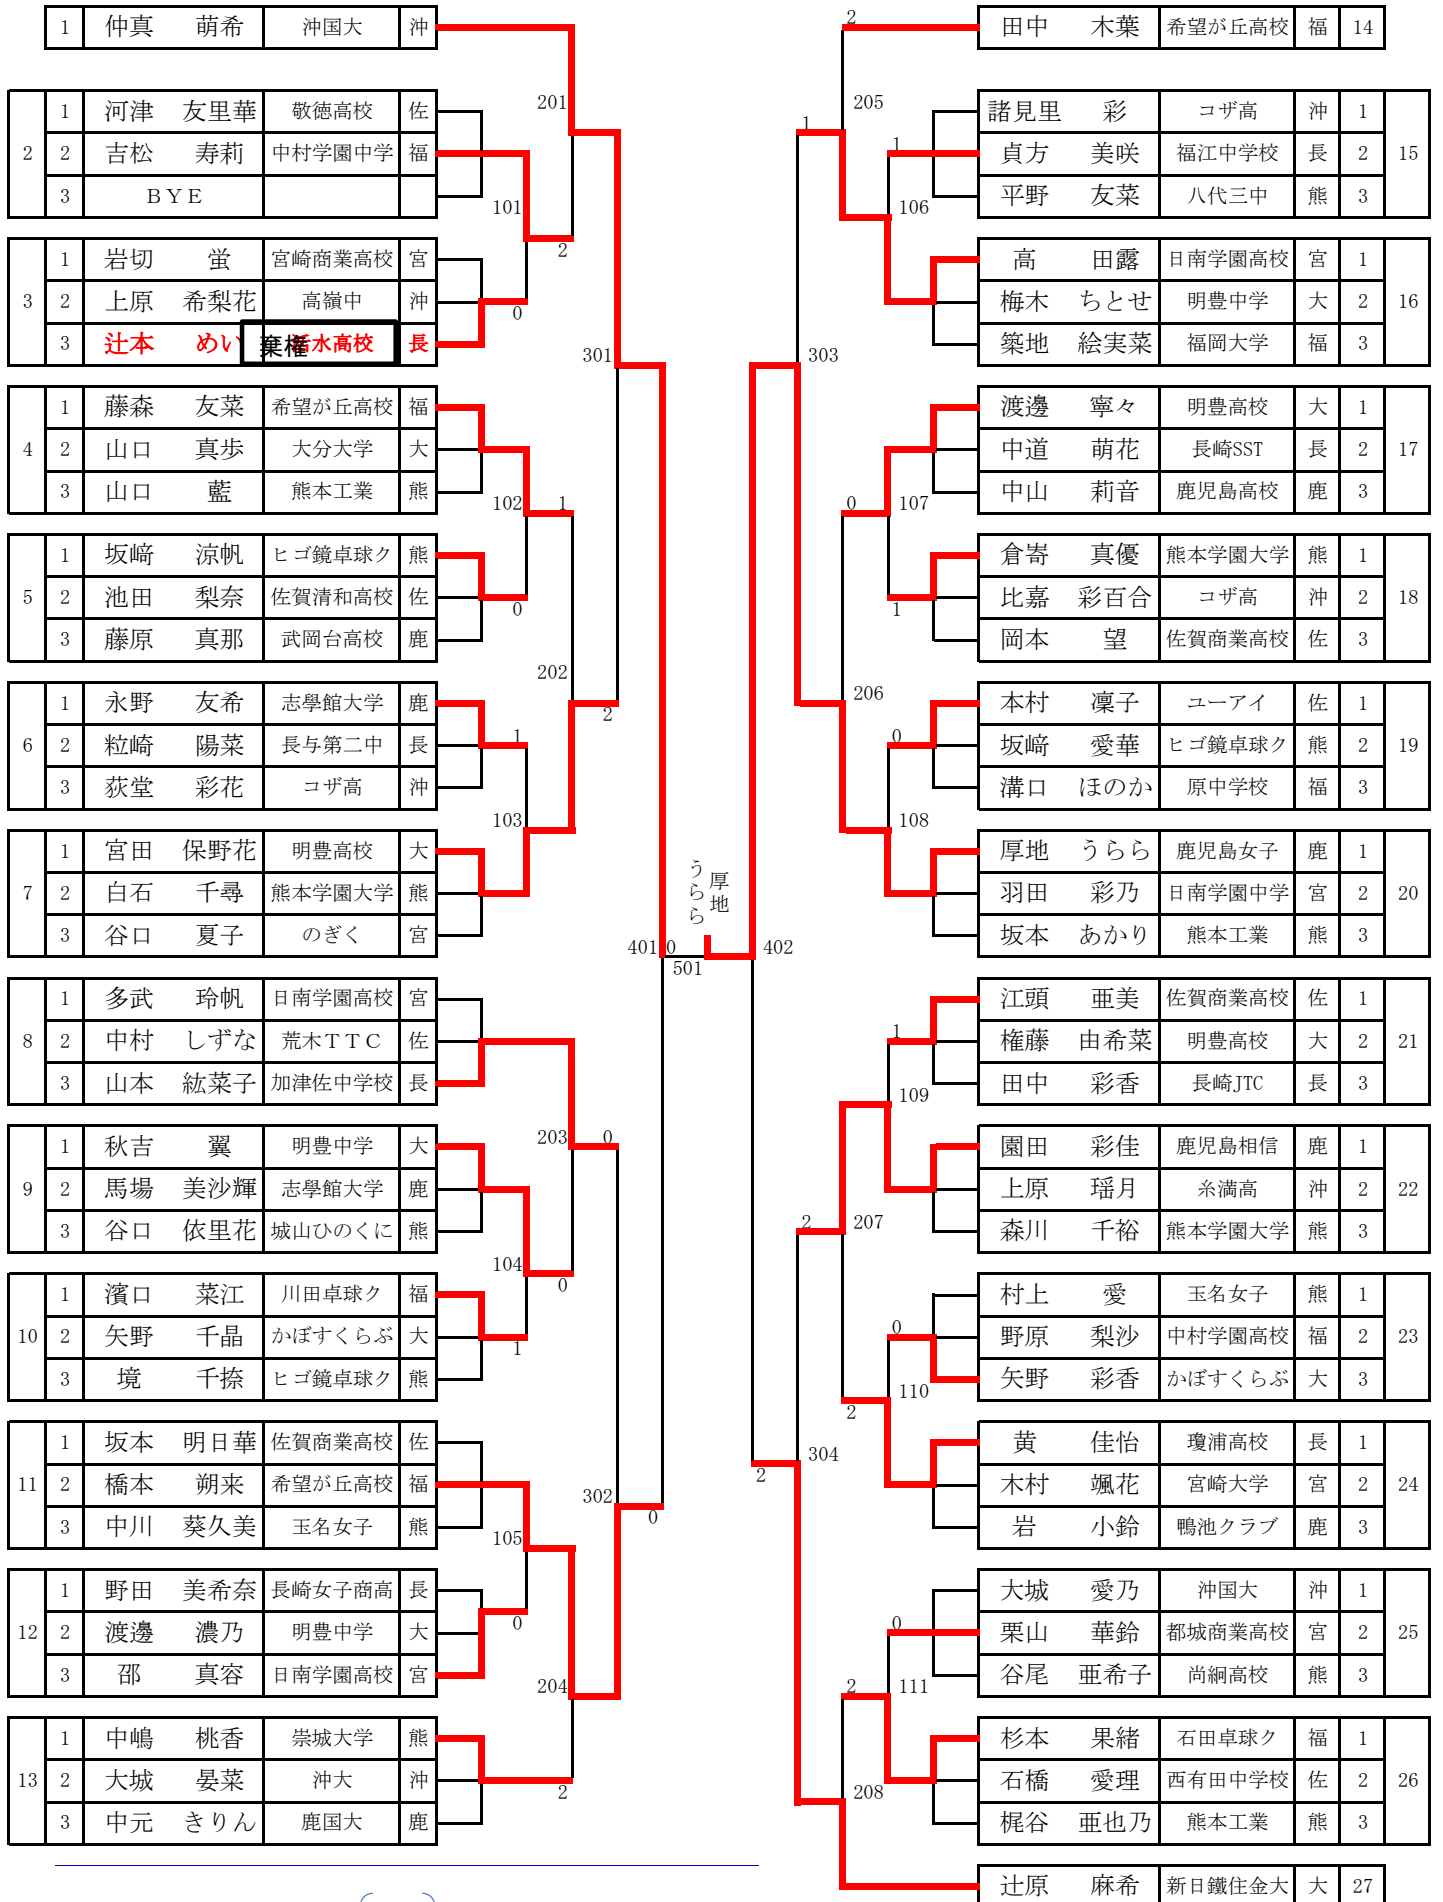 1 仲真 萌希 沖国大 沖
2
1 河津 友里華 敬徳高校 佐
2 吉松 寿莉 中村学園中学 福
3 ＢＹＥ
3
1 岩切 蛍 宮崎商業高校 宮
2 上原 希梨花 高嶺中 沖
3 辻本 めい 棄権 水高校 長
4
1 藤森 友菜 希望が丘高校 福
2 山口 真歩 大分大学 大
3 山口 藍 熊本工業 熊
5
1 坂﨑 涼帆 ヒゴ鏡卓球ク 熊
2 池田 梨奈 佐賀清和高校 佐
3 藤原 真那 武岡台高校 鹿
6
1 永野 友希 志學館大学 鹿
2 粒崎 陽菜 長与第二中 長
3 荻堂 彩花 コザ高 沖
7
1 宮田 保野花 明豊高校 大
2 白石 千尋 熊本学園大学 熊
3 谷口 夏子 のぎく 宮
8
1 多武 玲帆 日南学園高校 宮
2 中村 しずな 荒木ＴＴＣ 佐
3 山本 紘菜子 加津佐中学校 長
9
1 秋吉 翼 明豊中学 大
2 馬場 美沙輝 志學館大学 鹿
3 谷口 依里花 城山ひのくに 熊
10
1 濱口 菜江 川田卓球ク 福
2 矢野 千晶 かぼすくらぶ 大
3 境 千捺 ヒゴ鏡卓球ク 熊
11
1 坂本 明日華 佐賀商業高校 佐
2 橋本 朔来 希望が丘高校 福
3 中川 葵久美 玉名女子 熊
12
1 野田 美希奈 長崎女子商高 長
2 渡邊 濃乃 明豊中学 大
3 邵 真容 日南学園高校 宮
13
1 中嶋 桃香 崇城大学 熊
2 大城 晏菜 沖大 沖
3 中元 きりん 鹿国大 鹿
201
101
2
0
301
102
1
0
202
2
1
103
401
0
501
203
0
104
0
1
302
0
105
0
204
2
厚地
うらら
2
205
1
1
106
303
0
107
1
206
0
108
402
1
109
2
207
0
110
2
304
2
0
2
111
208
田中 木葉 希望が丘高校 福 14
諸見里 彩 コザ高 沖 1
貞方 美咲 福江中学校 長 2
平野 友菜 八代三中 熊 3
15
高 田露 日南学園高校 宮 1
梅木 ちとせ 明豊中学 大 2
築地 絵実菜 福岡大学 福 3
16
渡邊 寧々 明豊高校 大 1
中道 萌花 長崎SST 長 2
中山 莉音 鹿児島高校 鹿 3
17
倉嵜 真優 熊本学園大学 熊 1
比嘉 彩百合 コザ高 沖 2
岡本 望 佐賀商業高校 佐 3
18
本村 凜子 ユーアイ 佐 1
坂﨑 愛華 ヒゴ鏡卓球ク 熊 2
溝口 ほのか 原中学校 福 3
19
厚地 うらら 鹿児島女子 鹿 1
羽田 彩乃 日南学園中学 宮 2
坂本 あかり 熊本工業 熊 3
20
江頭 亜美 佐賀商業高校 佐 1
権藤 由希菜 明豊高校 大 2
田中 彩香 長崎JTC 長 3
21
園田 彩佳 鹿児島相信 鹿 1
上原 瑶月 糸満高 沖 2
森川 千裕 熊本学園大学 熊 3
22
村上 愛 玉名女子 熊 1
野原 梨沙 中村学園高校 福 2
矢野 彩香 かぼすくらぶ 大 3
23
黄 佳怡 瓊浦高校 長 1
木村 颯花 宮崎大学 宮 2
岩 小鈴 鴨池クラブ 鹿 3
24
大城 愛乃 沖国大 沖 1
栗山 華鈴 都城商業高校 宮 2
谷尾 亜希子 尚絅高校 熊 3
25
杉本 果緒 石田卓球ク 福 1
石橋 愛理 西有田中学校 佐 2
梶谷 亜也乃 熊本工業 熊 3
26
辻原 麻希 新日鐵住金大 大 27